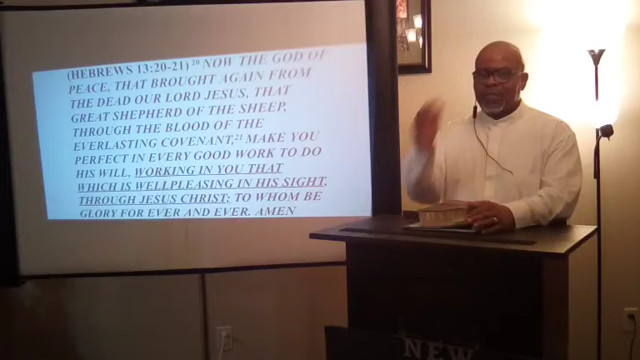 (HEBREWS 13:20-21) 20 NOW THE GOD OF
PEACE, THAT BROUGHT AGAIN FROM
THE DEAD OUR LORD JESUS, THAT
GREAT SHEPHERD OF THE SHEEP,
THROUGH THE BLOOD OF THE
EVERLASTING COVENANT, 21 MAKE YOU
PERFECT IN EVERY GOOD WORK TO DO
HIS WILL, WORKING IN YOU THAT
WHICH IS WELLPLEASING IN HIS SIGHT,
THROUGH JESUS CHRIST; TO WHOM BE
GLORY FOR EVER AND EVER. AMEN
NEW